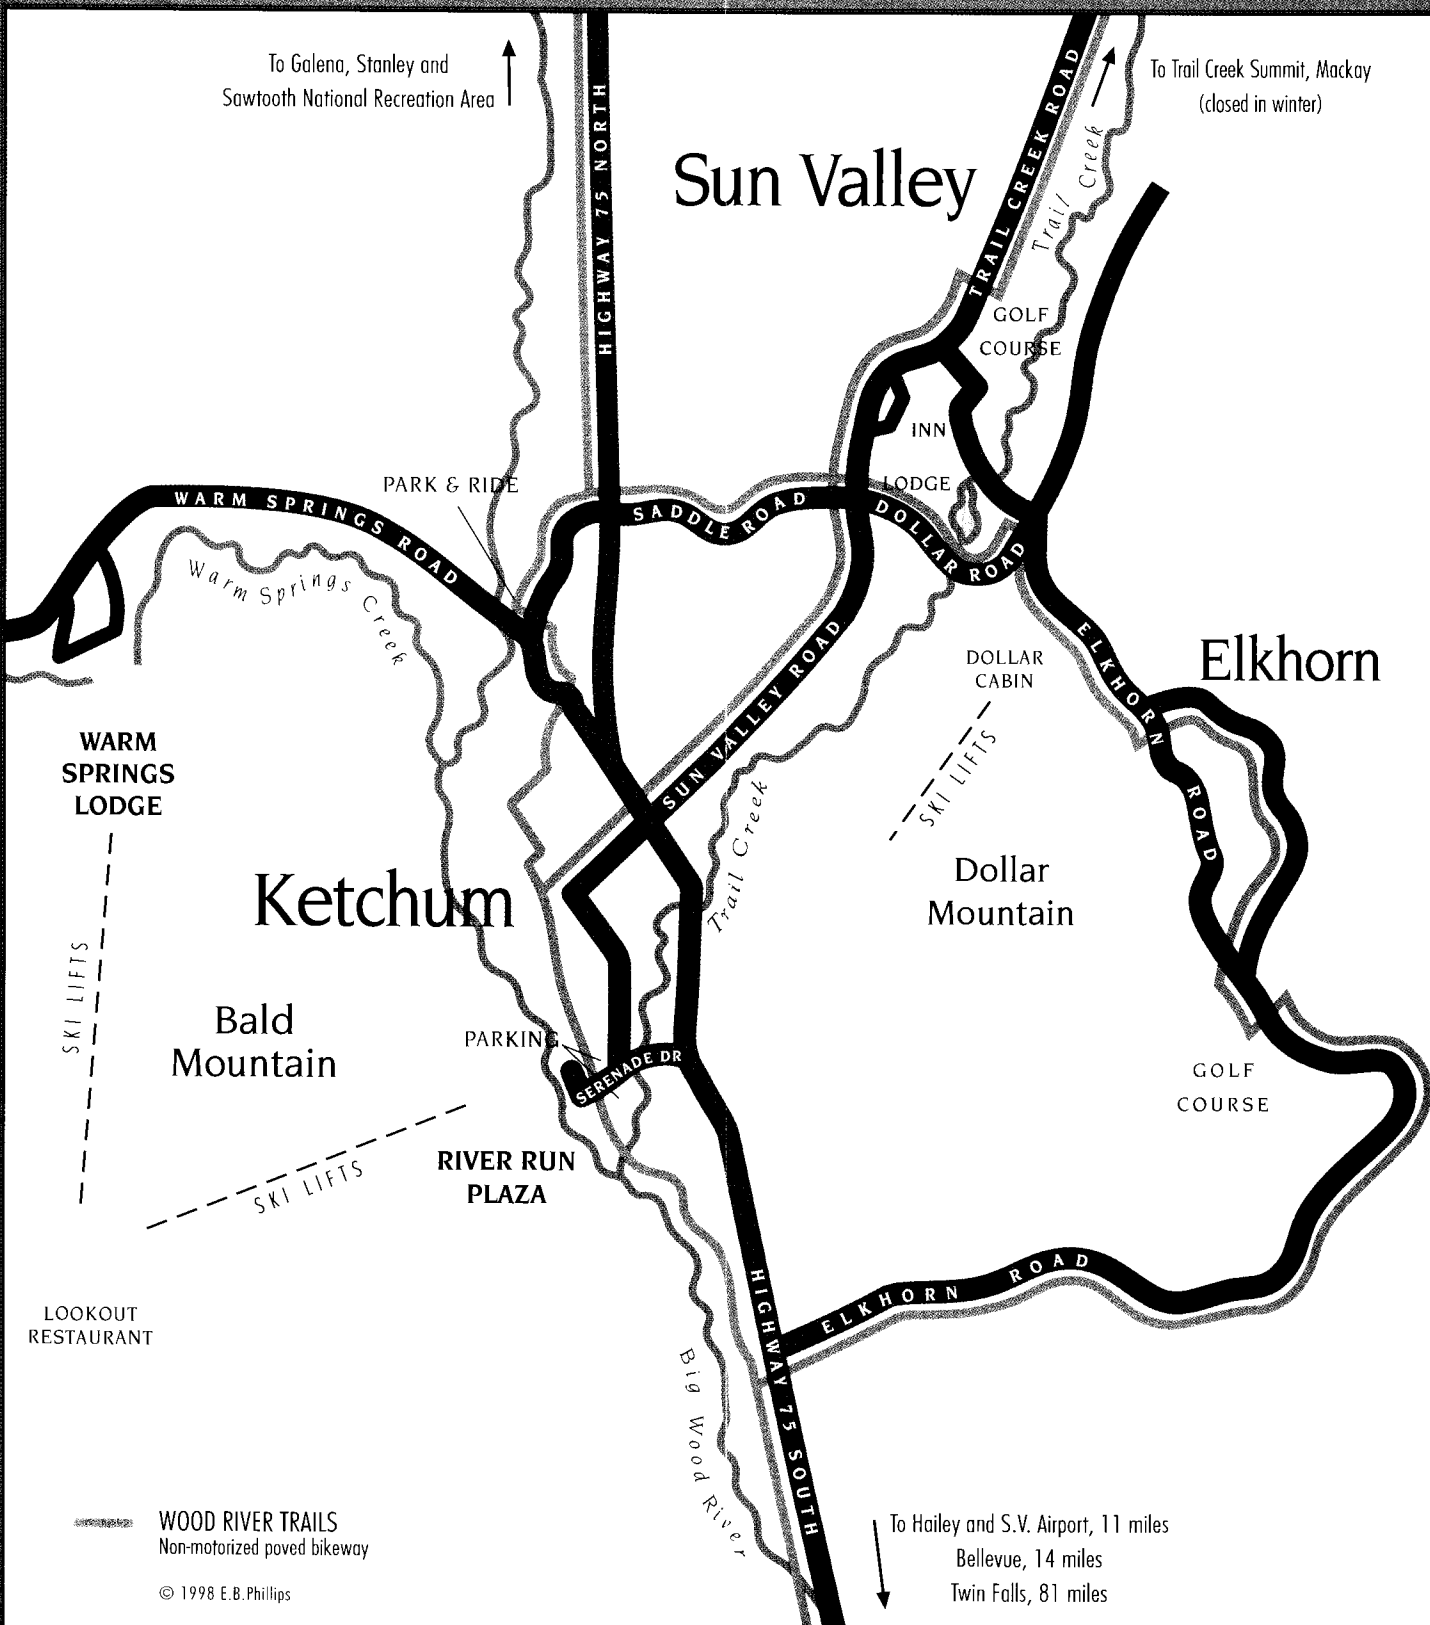 To Galena, Stanley and
Sawtooth National Recreation Area
HIGHWAY 75 NORTH
TRAIL CREEK ROAD
To Trail Creek Summit, Mackay
(closed in winter)
Sun Valley
Trail Creek
GOLF
COURSE
INN
LODGE
PARK & RIDE
WARM SPRINGS ROAD
SADDLE ROAD
DOLLAR ROAD
Warm Springs Creek
SUN VALLEY ROAD
ELKHORN ROAD
Elkhorn
DOLLAR
CABIN
SKI LIFTS
WARM
SPRINGS
LODGE
Trail Creek
Dollar
Mountain
Ketchum
SKI LIFTS
Bald
Mountain
PARKING
SERENADE DR
GOLF
COURSE
RIVER RUN
PLAZA
SKI LIFTS
LOOKOUT
RESTAURANT
ELKHORN ROAD
HIGHWAY 75 SOUTH
Big Wood River
WOOD RIVER TRAILS
Non-motorized poved bikeway
© 1998 E.B.Phillips
To Hailey and S.V. Airport, 11 miles
Bellevue, 14 miles
Twin Falls, 81 miles